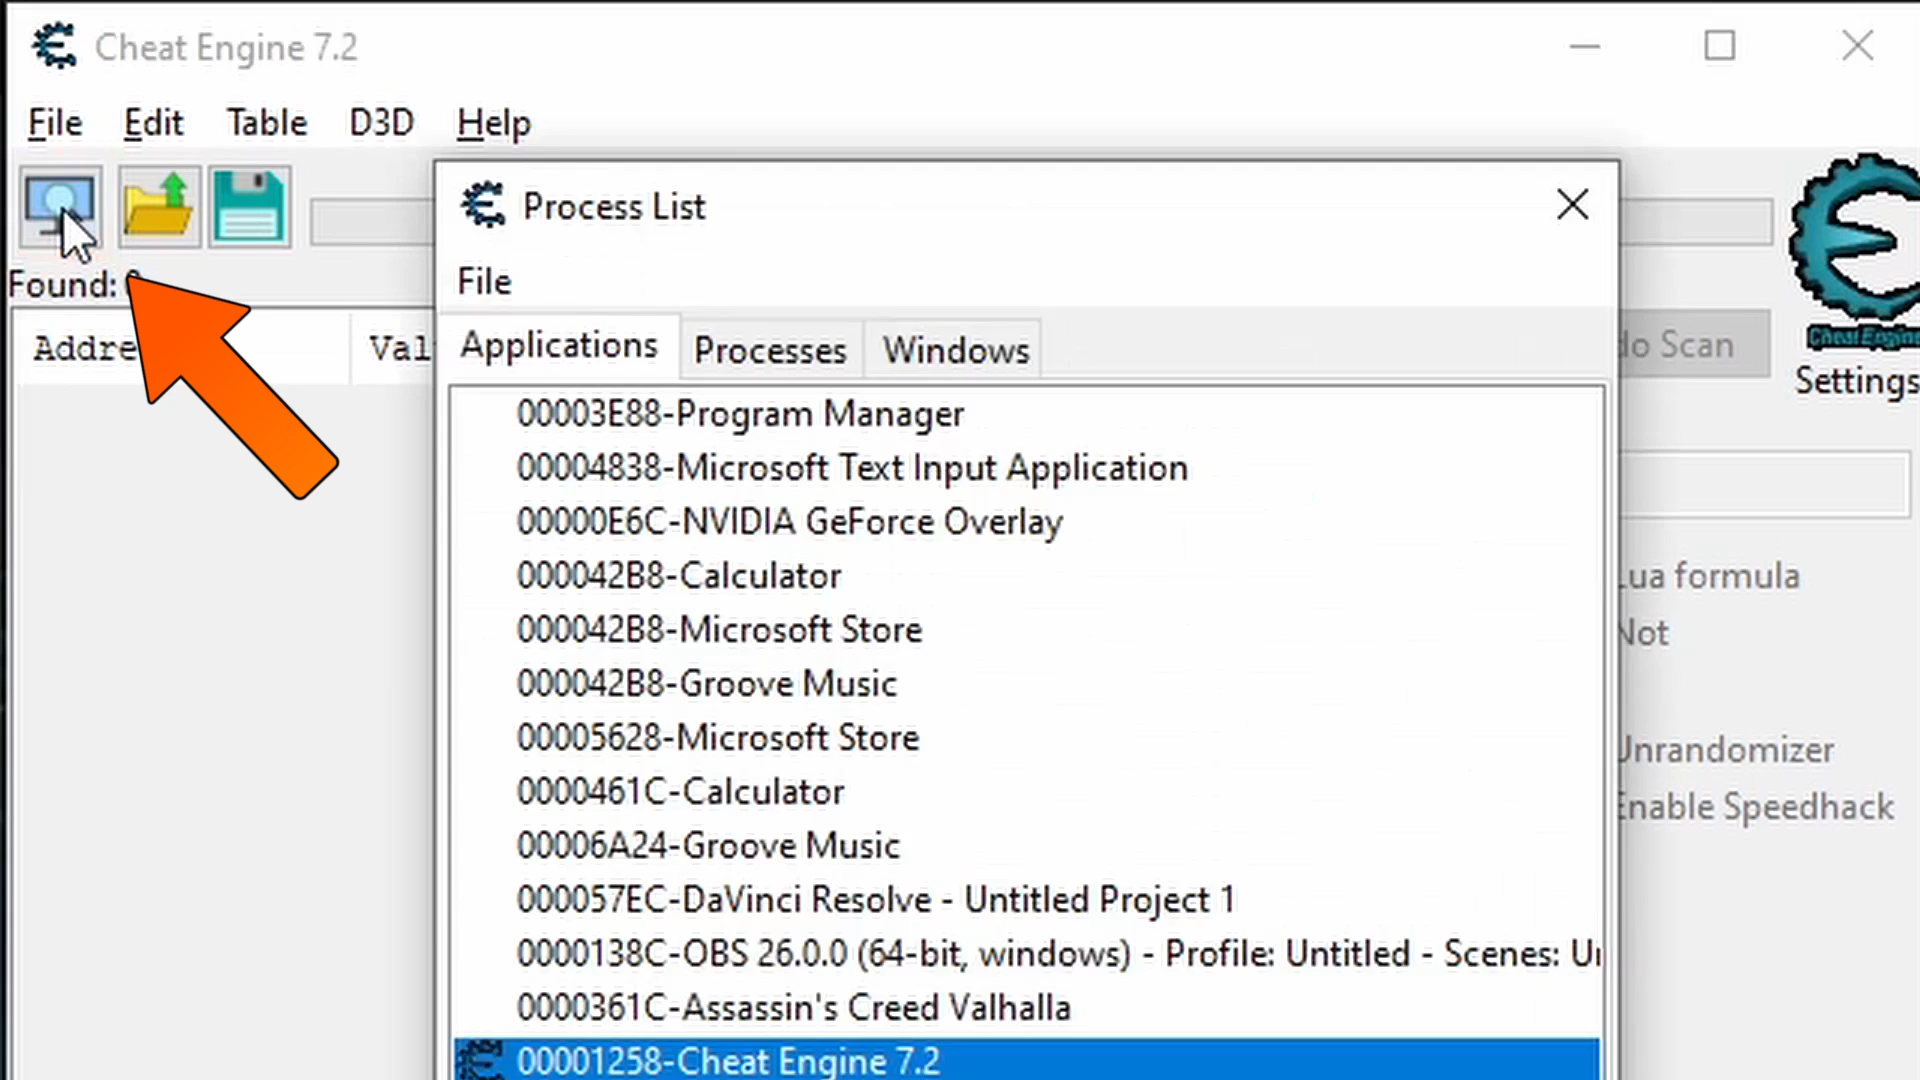 Cheat Engine 7.2
File Edit Table D3D Help
Process List
File
Found:
Applications Processes Windows
Scan
Cheat Engine
Settings
00003E88-Program Manager
00004838-Microsoft Text Input Application
00000E6C-NVIDIA GeForce Overlay
000042B8-Calculator
Lua formula
000042B8-Microsoft Store
Not
000042B8-Groove Music
00005628-Microsoft Store
Unrandomizer
0000461C-Calculator
Enable Speedhack
00006A24-Groove Music
000057EC-DaVinci Resolve - Untitled Project 1
0000138C-OBS 26.0.0 (64-bit, windows) - Profile: Untitled - Scenes:
0000361C-Assassin's Creed Valhalla
00001258-Cheat Engine 7.2